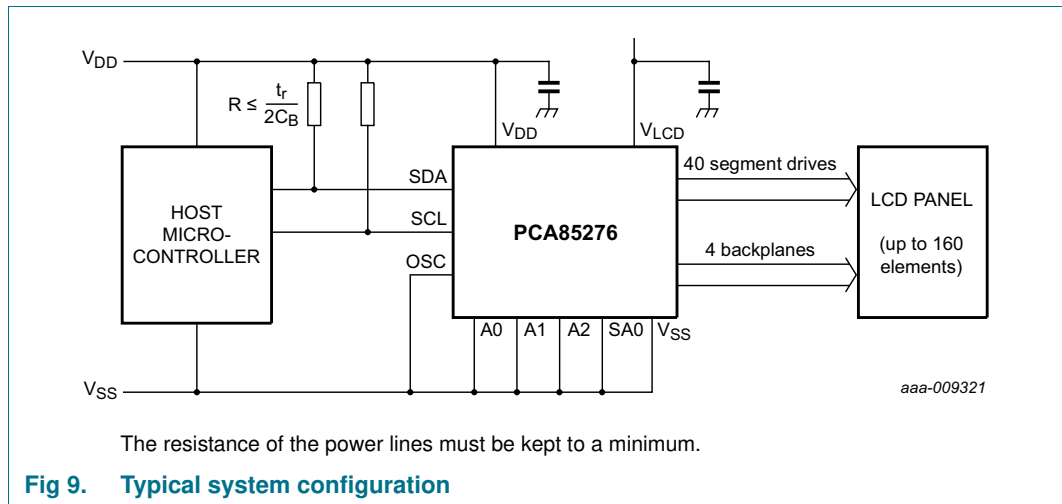 VDD
R ≤ tr
2CB
VDD
VLCD
HOST
MICRO-
CONTROLLER
SDA
SCL
OSC
PCA85276
40 segment drives
4 backplanes
LCD PANEL
(up to 160
elements)
A0 A1 A2 SA0 VSS
VSS
aaa-009321
The resistance of the power lines must be kept to a minimum.
Fig 9. Typical system configuration